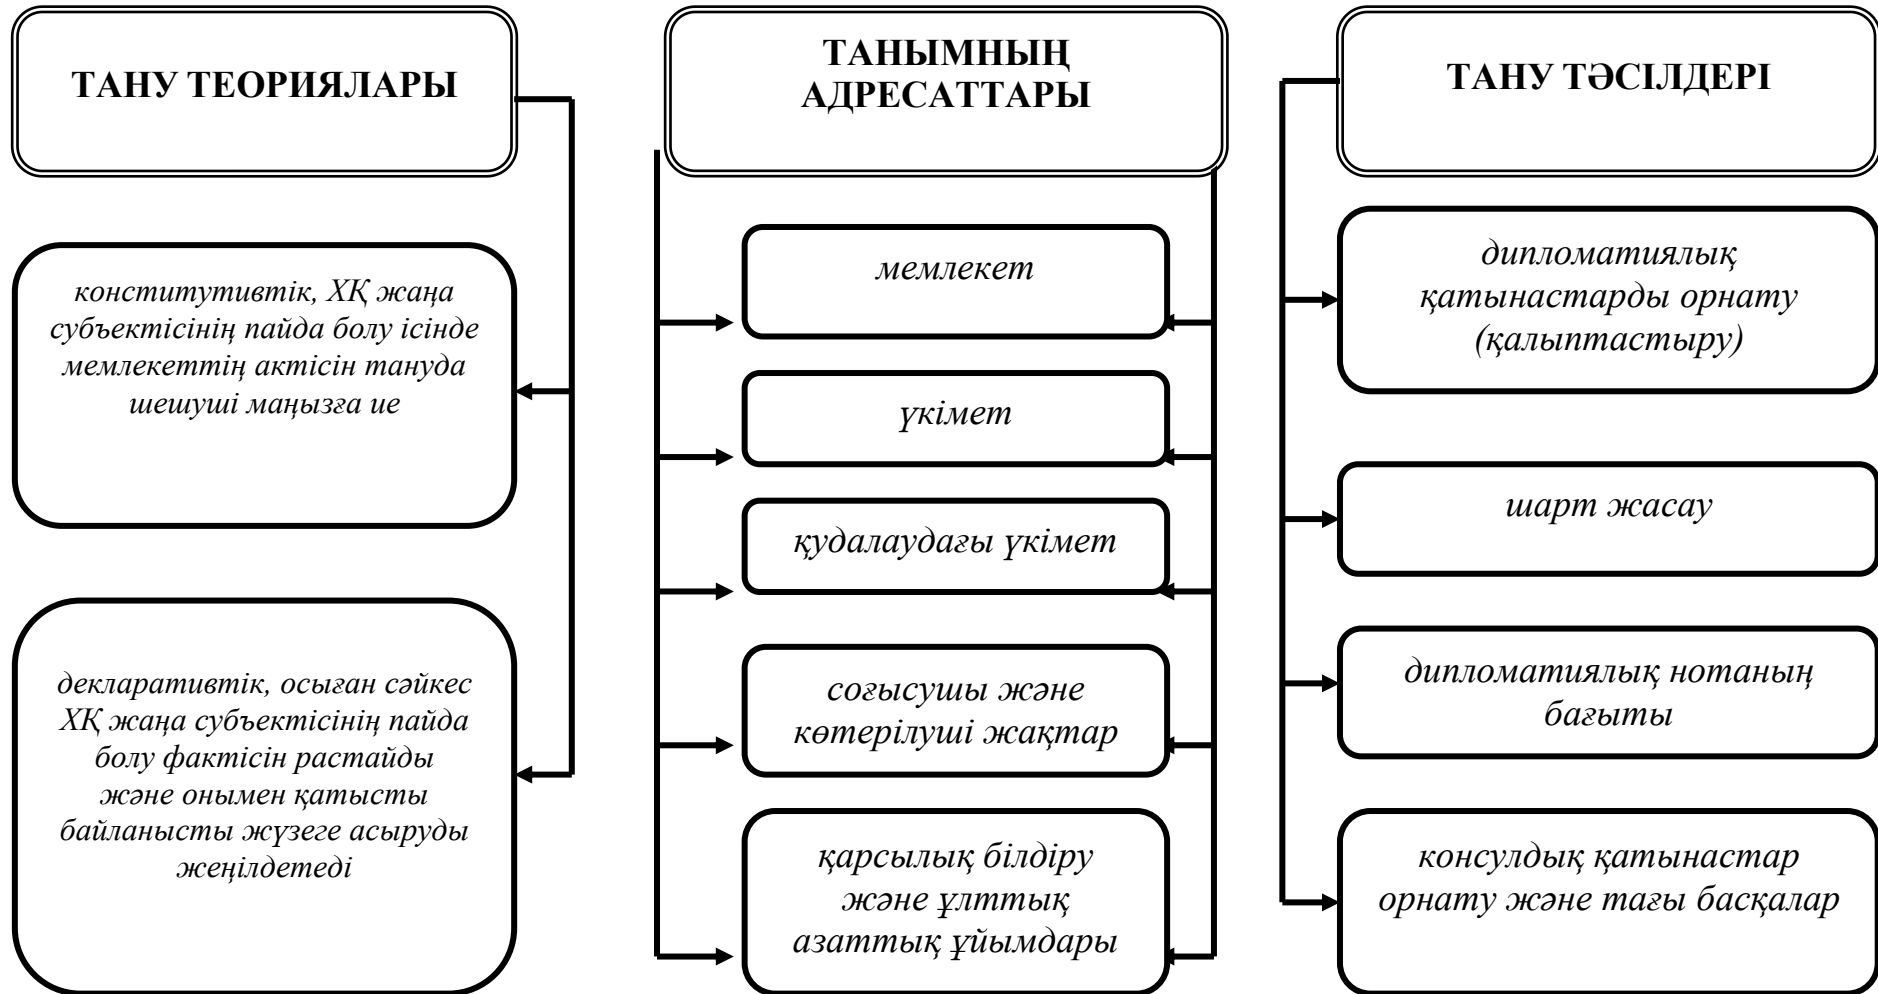 ТАНУ ТЕОРИЯЛАРЫ
конститутивтік, ХҚ жаңа
субъектісінің пайда болу ісінде
мемлекеттің актісін тануда
шешуші маңызға ие
декларативтік, осыған сәйкес
ХҚ жаңа субъектісінің пайда
болу фактісін растайды
және онымен қатысты
байланысты жүзеге асыруды
жеңілдетеді
ТАНЫМНЫҢ
АДРЕСАТТАРЫ
мемлекет
үкімет
қудалаудағы үкімет
соғысушы және
көтерілуші жақтар
қарсылық білдіру
және ұлттық
азаттық ұйымдары
ТАНУ ТӘСІЛДЕРІ
дипломатиялық
қатынастарды орнату
(қалыптастыру)
шарт жасау
дипломатиялық нотаның
бағыты
консулдық қатынастар
орнату және тағы басқалар